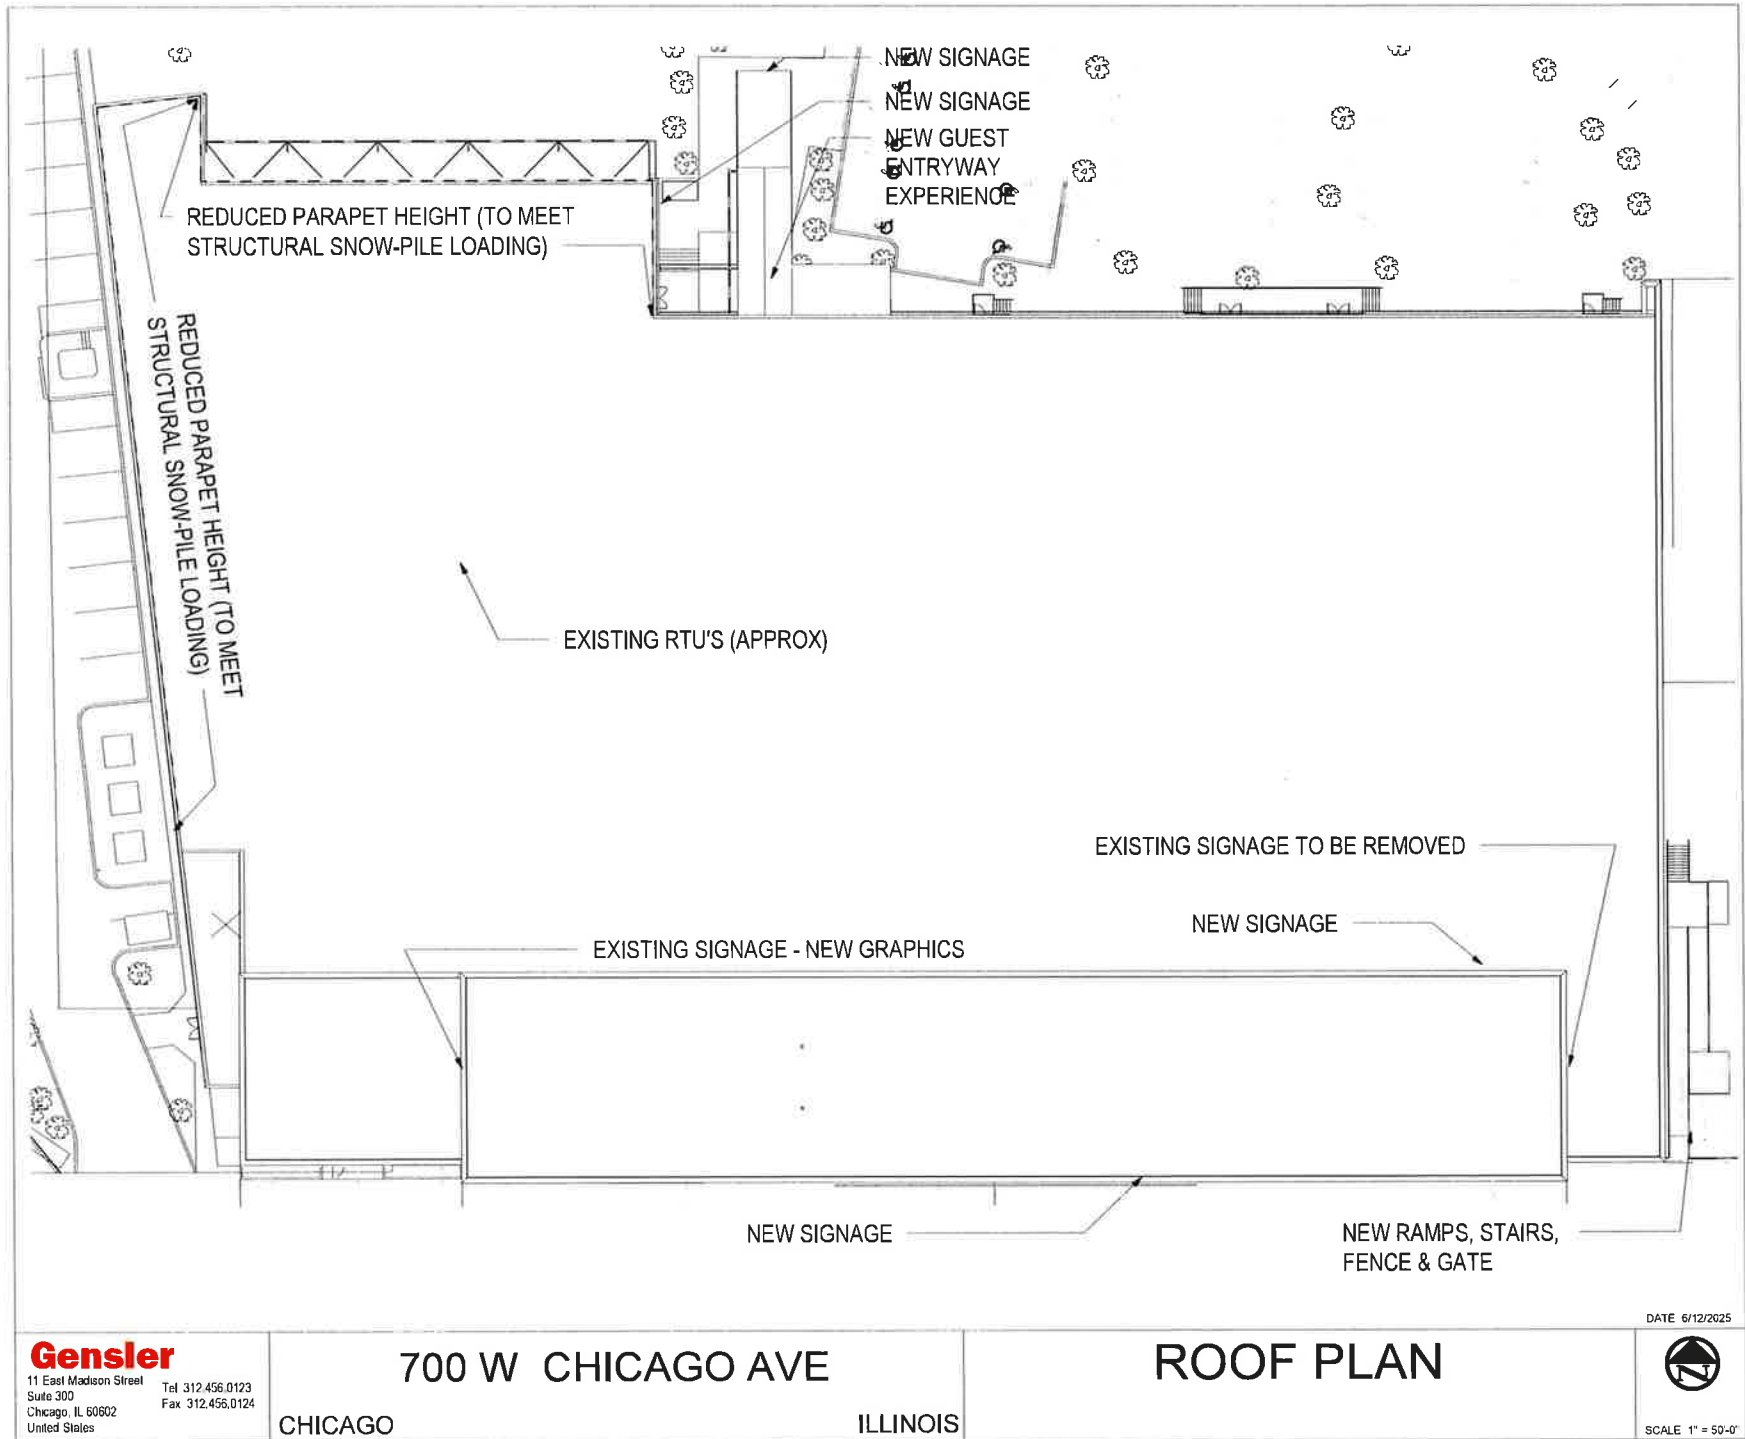 NEW SIGNAGE
NEW SIGNAGE
NEW GUEST
ENTRYWAY
EXPERIENCE
REDUCED PARAPET HEIGHT (TO MEET
STRUCTURAL SNOW-PILE LOADING)
REDUCED PARAPET HEIGHT (TO MEET
STRUCTURAL SNOW-PILE LOADING)
EXISTING RTU'S (APPROX)
EXISTING SIGNAGE TO BE REMOVED
NEW SIGNAGE
EXISTING SIGNAGE - NEW GRAPHICS
NEW SIGNAGE
NEW RAMPS, STAIRS,
FENCE & GATE
DATE 6/12/2025
Gensler
11 East Madison Street
Suite 300
Chicago, IL 60602
United States
Tel 312.456.0123
Fax 312.456.0124
700 W CHICAGO AVE
CHICAGO
ILLINOIS
ROOF PLAN
N
SCALE 1" = 50'-0"